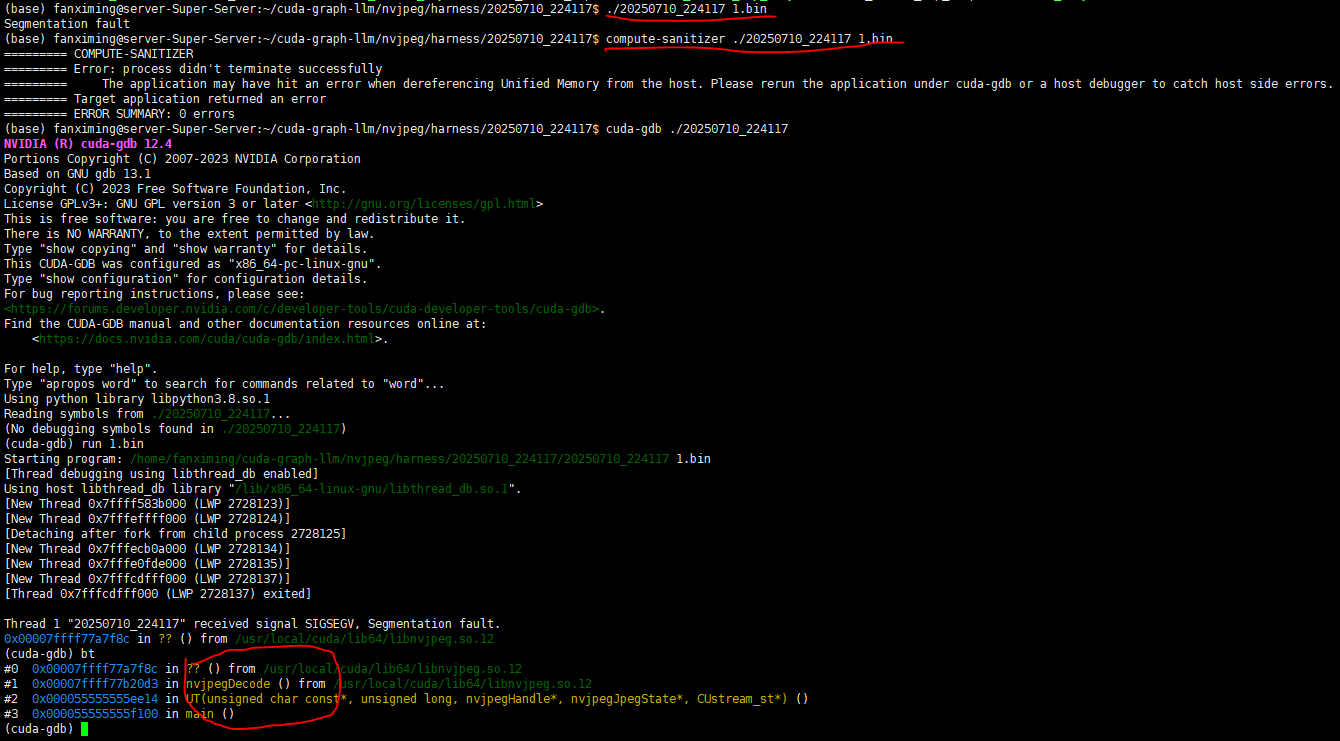 (base) fanximing@server-Super-Server:~/cuda-graph-llm/nvjpeg/harness/20250710_224117$ ./20250710_224117 1.bin
Segmentation fault
(base) fanximing@server-Super-Server:~/cuda-graph-llm/nvjpeg/harness/20250710_224117$ compute-sanitizer ./20250710_224117 1.bin
========= COMPUTE-SANITIZER
========= Error: process didn't terminate successfully
=========     The application may have hit an error when dereferencing Unified Memory from the host. Please rerun the application under cuda-gdb or a host debugger to catch host side errors.
========= Target application returned an error
========= ERROR SUMMARY: 0 errors
(base) fanximing@server-Super-Server:~/cuda-graph-llm/nvjpeg/harness/20250710_224117$ cuda-gdb ./20250710_224117
NVIDIA (R) cuda-gdb 12.4
Portions Copyright (C) 2007-2023 NVIDIA Corporation
Based on GNU gdb 13.1
Copyright (C) 2023 Free Software Foundation, Inc.
License GPLv3+: GNU GPL version 3 or later <http://gnu.org/licenses/gpl.html>
This is free software: you are free to change and redistribute it.
There is NO WARRANTY, to the extent permitted by law.
Type "show copying" and "show warranty" for details.
This CUDA-GDB was configured as "x86_64-pc-linux-gnu".
Type "show configuration" for configuration details.
For bug reporting instructions, please see:
<https://forums.developer.nvidia.com/c/developer-tools/cuda-developer-tools/cuda-gdb>.
Find the CUDA-GDB manual and other documentation resources online at:
    <https://docs.nvidia.com/cuda/cuda-gdb/index.html>.
For help, type "help".
Type "apropos word" to search for commands related to "word"...
Using python library libpython3.8.so.1
Reading symbols from ./20250710_224117...
(No debugging symbols found in ./20250710_224117)
(cuda-gdb) run 1.bin
Starting program: /home/fanximing/cuda-graph-llm/nvjpeg/harness/20250710_224117/20250710_224117 1.bin
[Thread debugging using libthread_db enabled]
Using host libthread_db library "/lib/x86_64-linux-gnu/libthread_db.so.1".
[New Thread 0x7ffff583b000 (LWP 2728123)]
[New Thread 0x7fffeffff000 (LWP 2728124)]
[Detaching after fork from child process 2728125]
[New Thread 0x7fffecb0a000 (LWP 2728134)]
[New Thread 0x7fffe0fde000 (LWP 2728135)]
[New Thread 0x7fffcdfff000 (LWP 2728137)]
[Thread 0x7fffcdfff000 (LWP 2728137) exited]
Thread 1 "20250710_224117" received signal SIGSEGV, Segmentation fault.
0x00007ffff77a7f8c in ?? () from /usr/local/cuda/lib64/libnvjpeg.so.12
(cuda-gdb) bt
#0  0x00007ffff77a7f8c in ?? () from /usr/local/cuda/lib64/libnvjpeg.so.12
#1  0x00007ffff77b20d3 in nvjpegDecode () from /usr/local/cuda/lib64/libnvjpeg.so.12
#2  0x000055555555ee14 in UT(unsigned char const*, unsigned long, nvjpegHandle*, nvjpegJpegState*, CUstream_st*) ()
#3  0x000055555555f100 in main ()
(cuda-gdb)